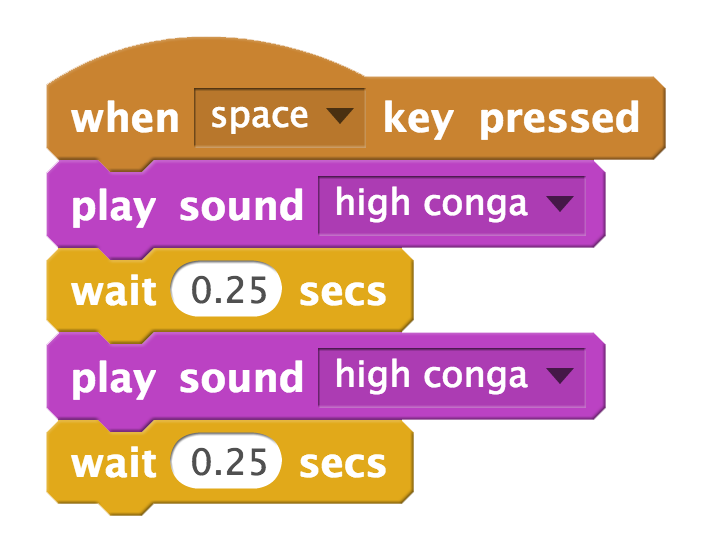 when space key pressed
play sound high conga
wait 0.25 secs
play sound high conga
wait 0.25 secs